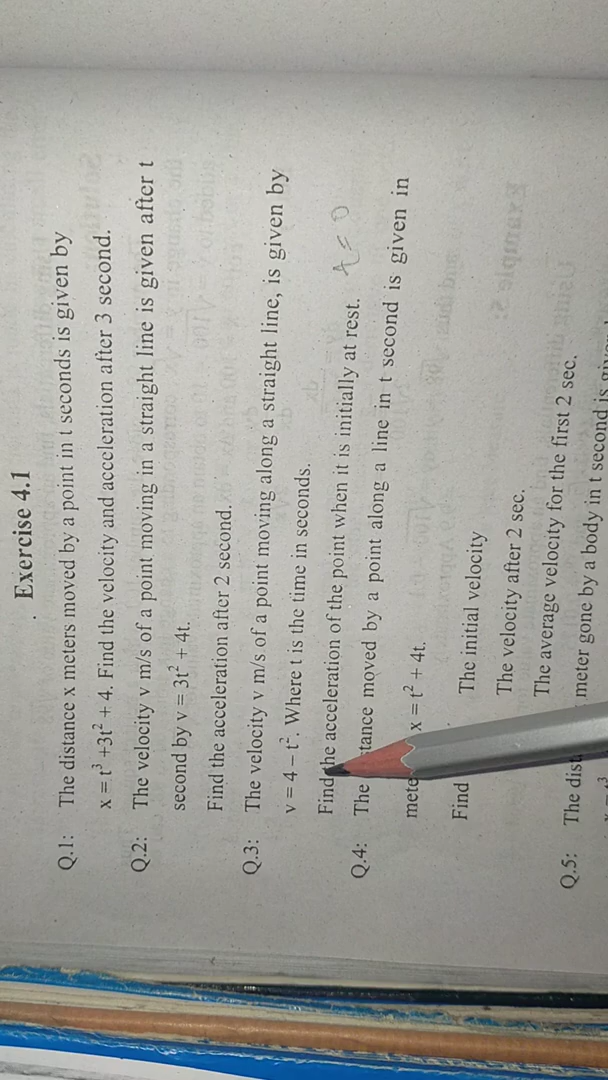 Exercise 4.1
Q.1: The distance x meters moved by a point in t seconds is given by
x = t³ +3t² + 4. Find the velocity and acceleration after 3 second.
Q.2: The velocity v m/s of a point moving in a straight line is given after t
second by v = 3t² + 4t.
Find the acceleration after 2 second.
Q.3: The velocity v m/s of a point moving along a straight line, is given by
v = 4 – t². Where t is the time in seconds.
Find the acceleration of the point when it is initially at rest. t = 0
Q.4: The tance moved by a point along a line in t second is given in
mete x = t² + 4t.
Find
The initial velocity
The velocity after 2 sec.
The average velocity for the first 2 sec.
Q.5: The dist meter gone by a body in t second is